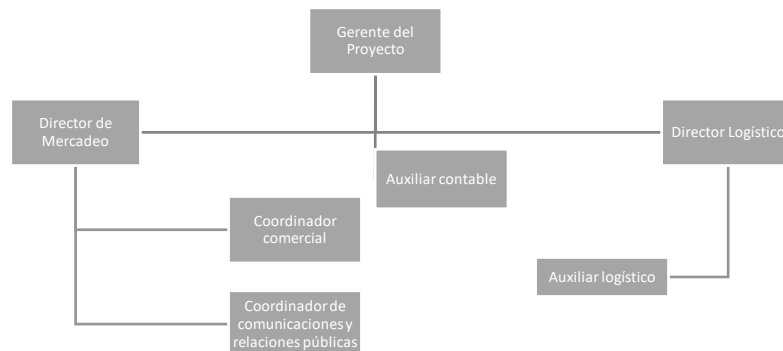 Gerente del
Proyecto
Director de
Mercadeo
Director Logístico
Auxiliar contable
Coordinador
comercial
Auxiliar logístico
Coordinador de
comunicaciones y
relaciones públicas